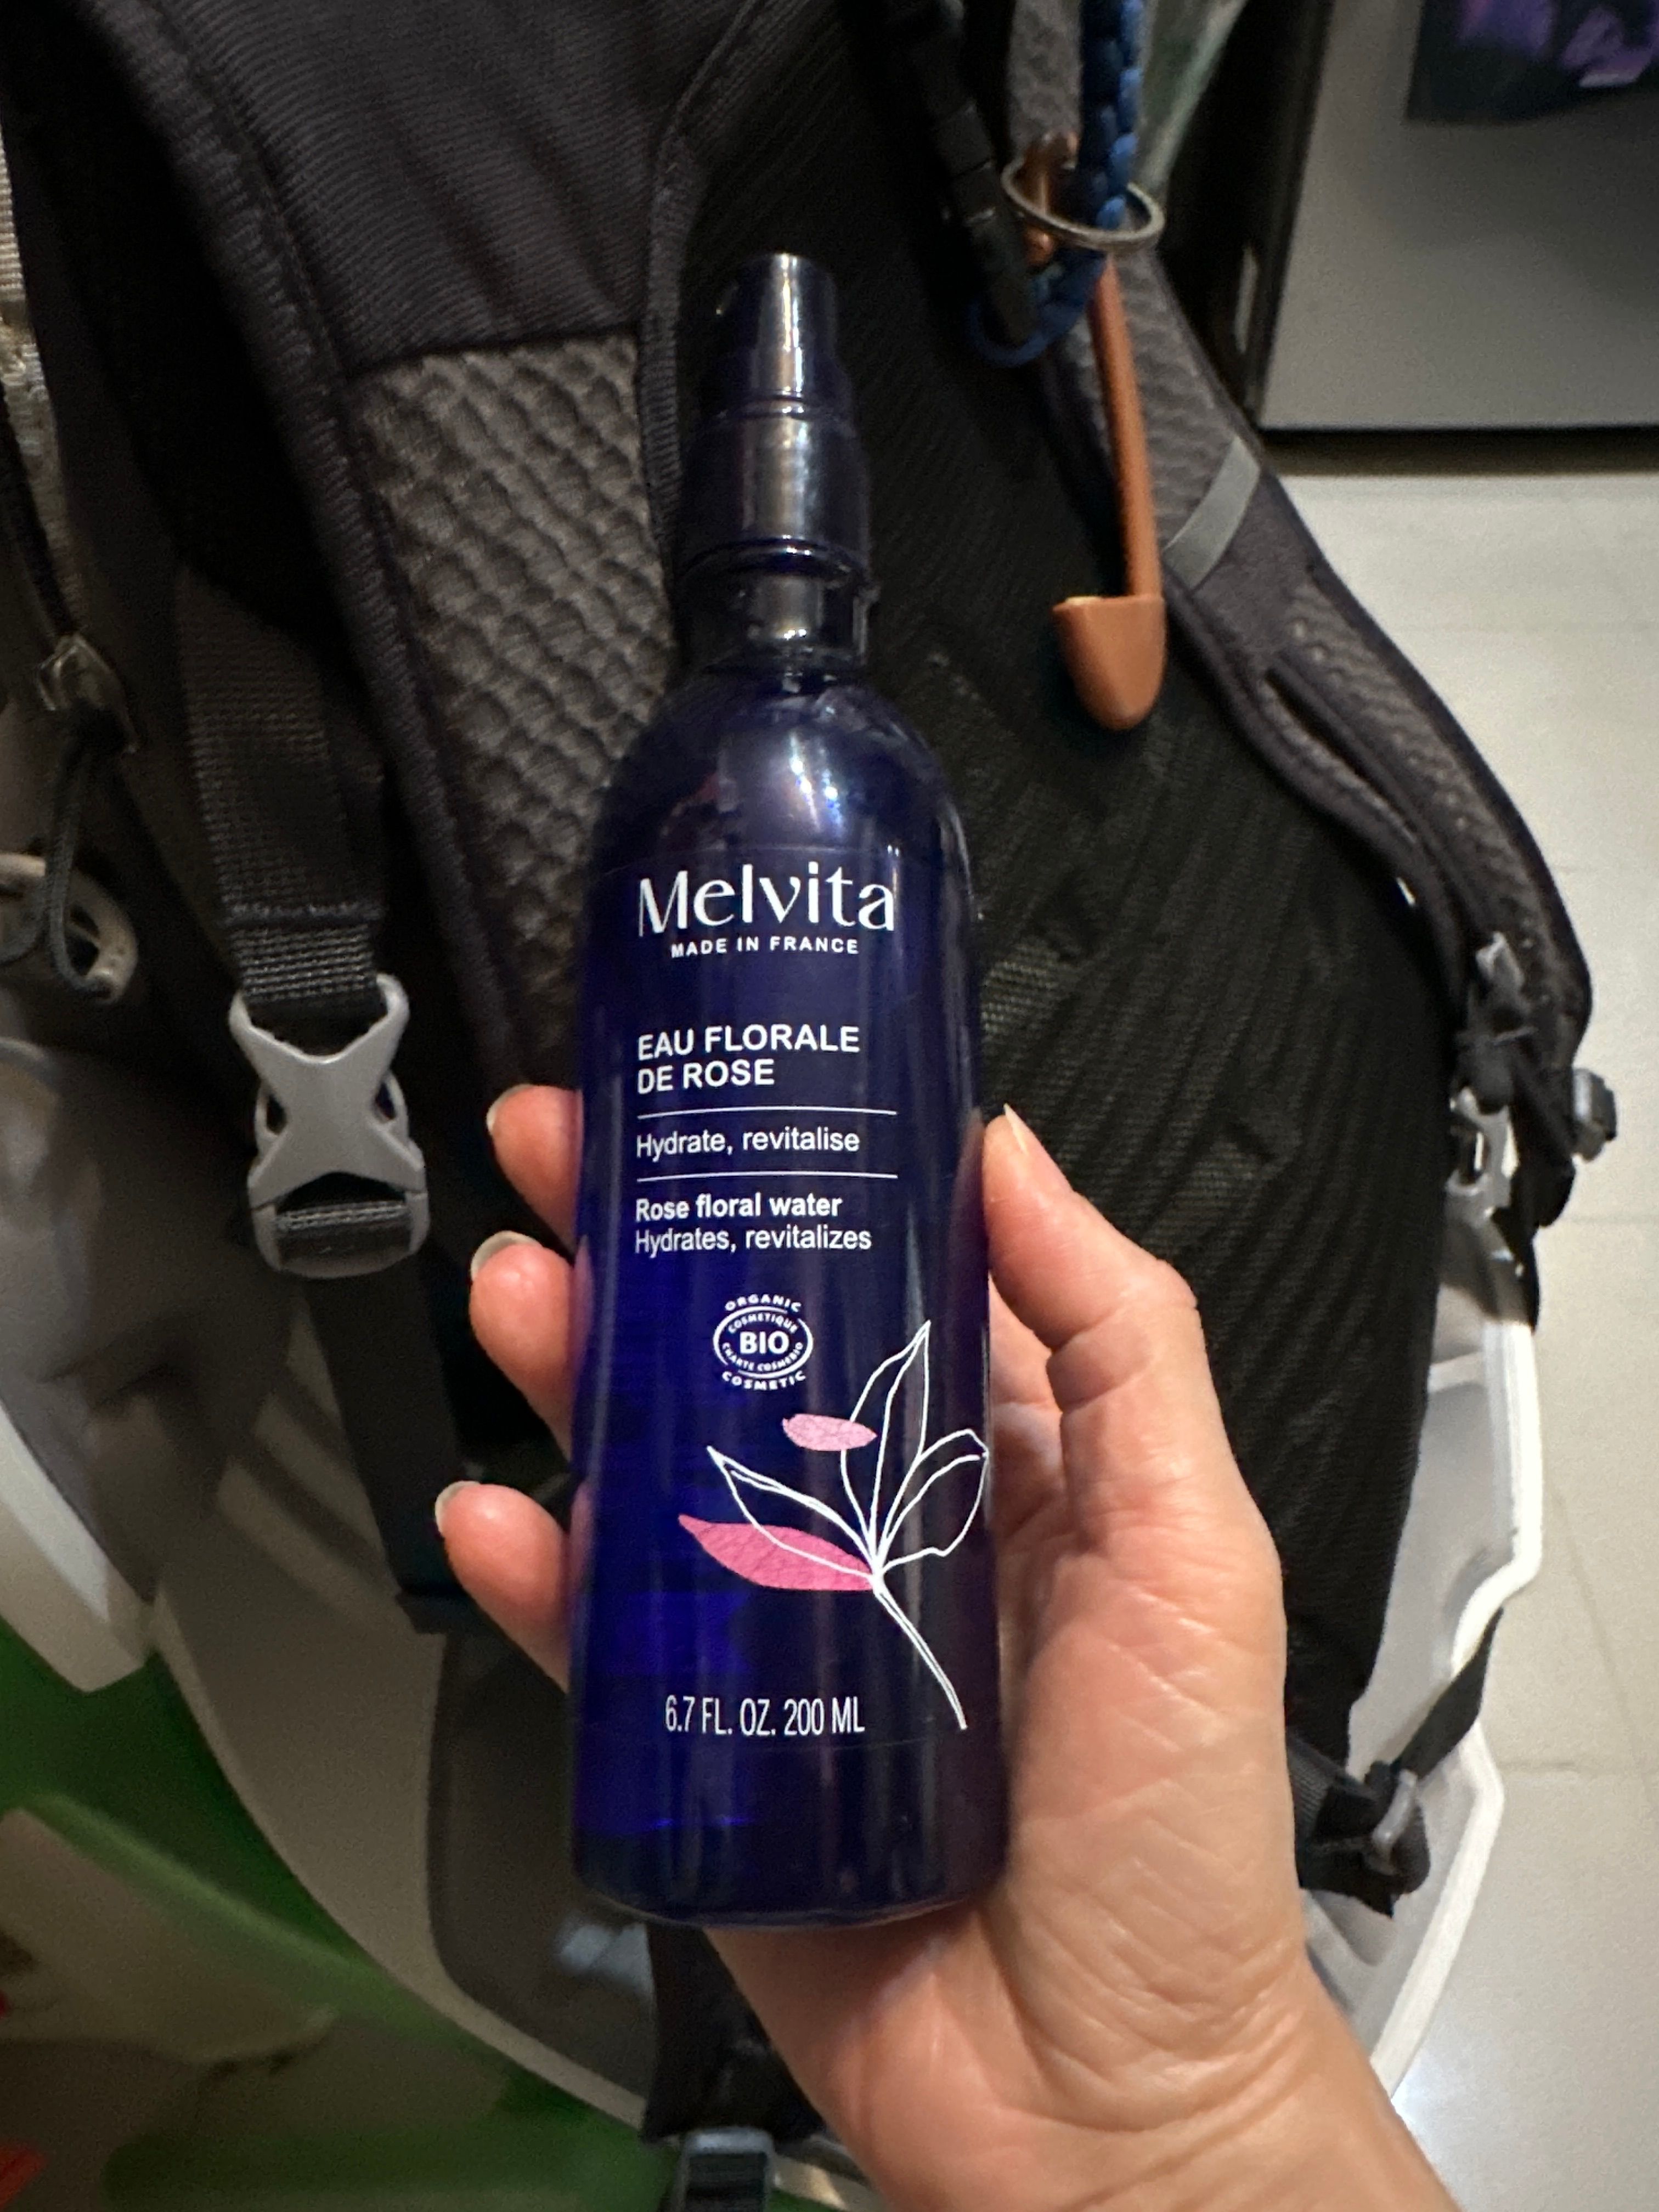 Melvita
MADE IN FRANCE
EAU FLORALE
DE ROSE
Hydrate, revitalise
Rose floral water
Hydrates, revitalizes
ORGANIC
COSMETIQUE
BIO
CHARTE COSMEBIO
COSMETIC
6.7 FL. OZ. 200 ML